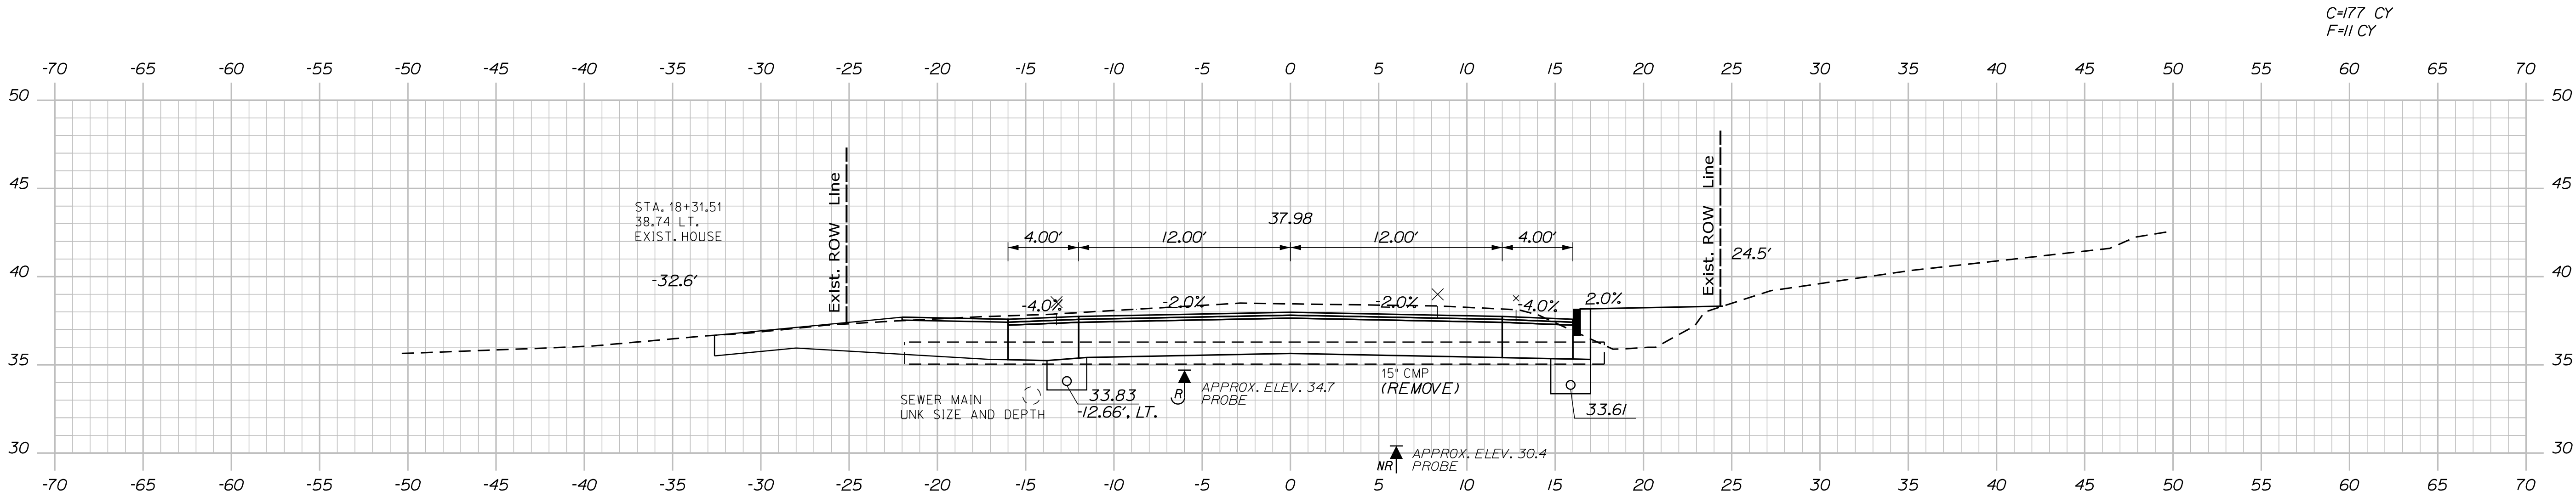 C=177 CY
F=11 CY
-70 -65 -60 -55 -50 -45 -40 -35 -30 -25 -20 -15 -10 -5 0 5 10 15 20 25 30 35 40 45 50 55 60 65 70
50 50
45 45
Exist. ROW Line
Exist. ROW Line
STA. 18+31.51
38.74 LT.
EXIST. HOUSE
37.98
4.00' 12.00' 12.00' 4.00'
24.5'
40 40
-32.6'
-4.0% -2.0% -2.0% -4.0% 2.0%
35 35
SEWER MAIN
UNK SIZE AND DEPTH
33.83
-12.66', LT.
R
APPROX. ELEV. 34.7
PROBE
15" CMP
(REMOVE)
33.61
30 30
NR
APPROX. ELEV. 30.4
PROBE
-70 -65 -60 -55 -50 -45 -40 -35 -30 -25 -20 -15 -10 -5 0 5 10 15 20 25 30 35 40 45 50 55 60 65 70